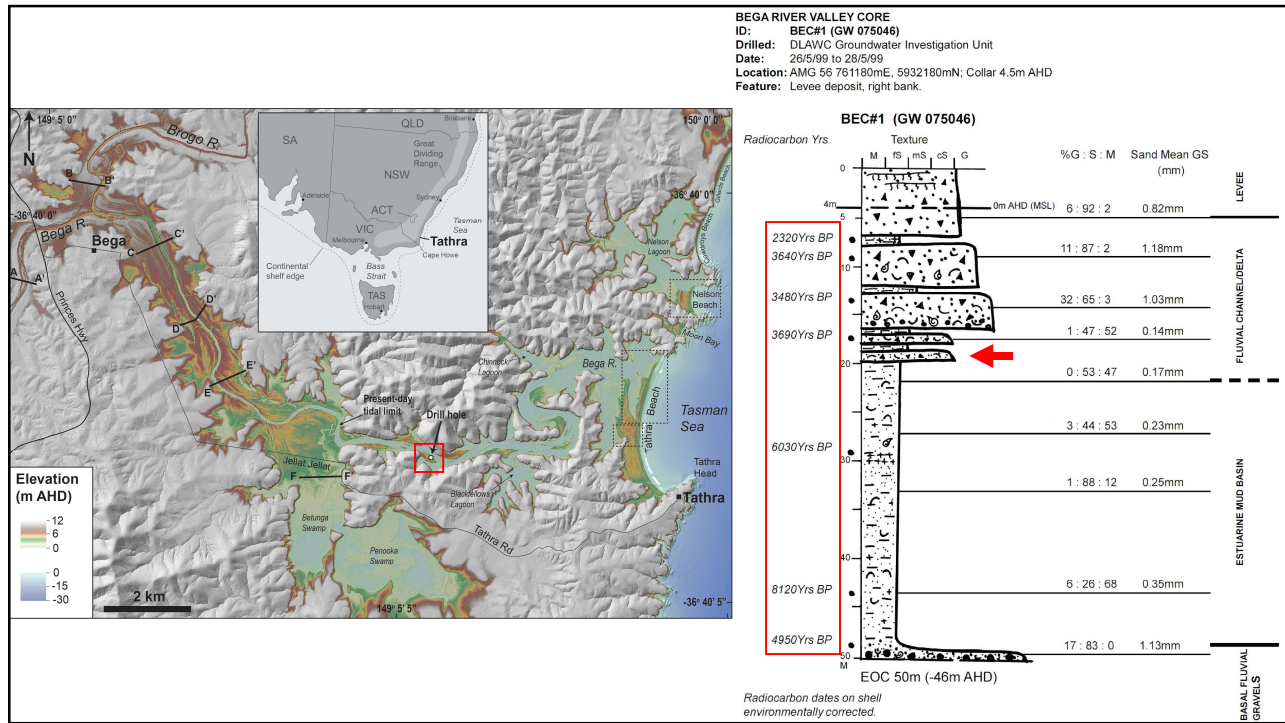 BEGA RIVER VALLEY CORE
ID: BEC#1 (GW 075046)
Drilled: DLAWC Groundwater Investigation Unit
Date: 26/5/99 to 28/5/99
Location: AMG 56 761180mE, 5932180mN; Collar 4.5m AHD
Feature: Levee deposit, right bank.
149° 5' 0"
150° 0' 0"
N
Brogo R.
B
B'
-36° 40' 0"
Bega R.
Bega
A
A'
C
C'
D
D'
E
E'
Princes Hwy
SA
QLD
Brisbane
Great
Dividing
Range
NSW
Adelaide
Sydney
ACT
VIC
Melbourne
Tasman
Sea
Tathra
Cape Howe
Continental
shelf edge
Bass
Strait
TAS
Hobart
-36° 40' 0"
Gillards Beach
Nelson
Lagoon
Nelson
Beach
Moon Bay
Chinnock
Lagoon
Bega R.
Present-day
tidal limit
Drill hole
Tathra
Beach
Tasman
Sea
Jellat Jellat
F
F'
Blackfellows
Lagoon
Tathra
Head
Tathra
Betunga
Swamp
Penooka
Swamp
Tathra Rd
149° 5' 5"
-36° 40' 5"
Elevation
(m AHD)
12
6
0
0
-15
-30
2 km
BEC#1 (GW 075046)
Radiocarbon Yrs
Texture
M fS mS cS G
%G : S : M
Sand Mean GS
(mm)
0
4m
0m AHD (MSL)
5
6 : 92 : 2 0.82mm
2320Yrs BP
3640Yrs BP
11 : 87 : 2 1.18mm
10
3480Yrs BP
32 : 65 : 3 1.03mm
3690Yrs BP
1 : 47 : 52 0.14mm
20
0 : 53 : 47 0.17mm
3 : 44 : 53 0.23mm
6030Yrs BP
30
1 : 88 : 12 0.25mm
40
8120Yrs BP
6 : 26 : 68 0.35mm
4950Yrs BP
17 : 83 : 0 1.13mm
50
M
EOC 50m (-46m AHD)
Radiocarbon dates on shell
environmentally corrected.
LEVEE
FLUVIAL CHANNEL/DELTA
ESTUARINE MUD BASIN
BASAL FLUVIAL
GRAVELS